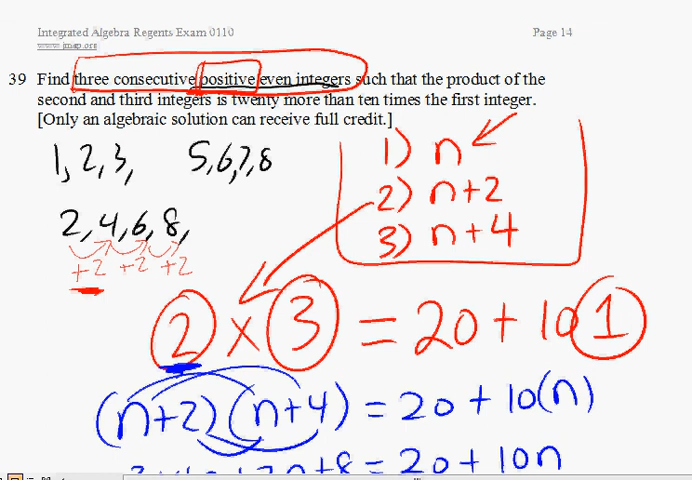 Integrated Algebra Regents Exam 0110 Page 14
www.jmap.org
39 Find three consecutive positive even integers such that the product of the
second and third integers is twenty more than ten times the first integer.
[Only an algebraic solution can receive full credit.]
1, 2, 3, 5, 6, 7, 8
1) n
2) n+2
3) n+4
2, 4, 6, 8,
+2 +2 +2
2 x 3 = 20 + 10 1
(n+2)(n+4) = 20 + 10(n)
+8 = 20 + 10n